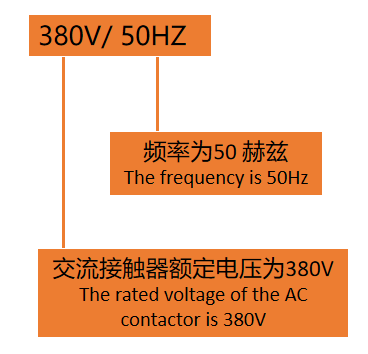 380V/ 50HZ
频率为50 赫兹
The frequency is 50Hz
交流接触器额定电压为380V
The rated voltage of the AC
contactor is 380V